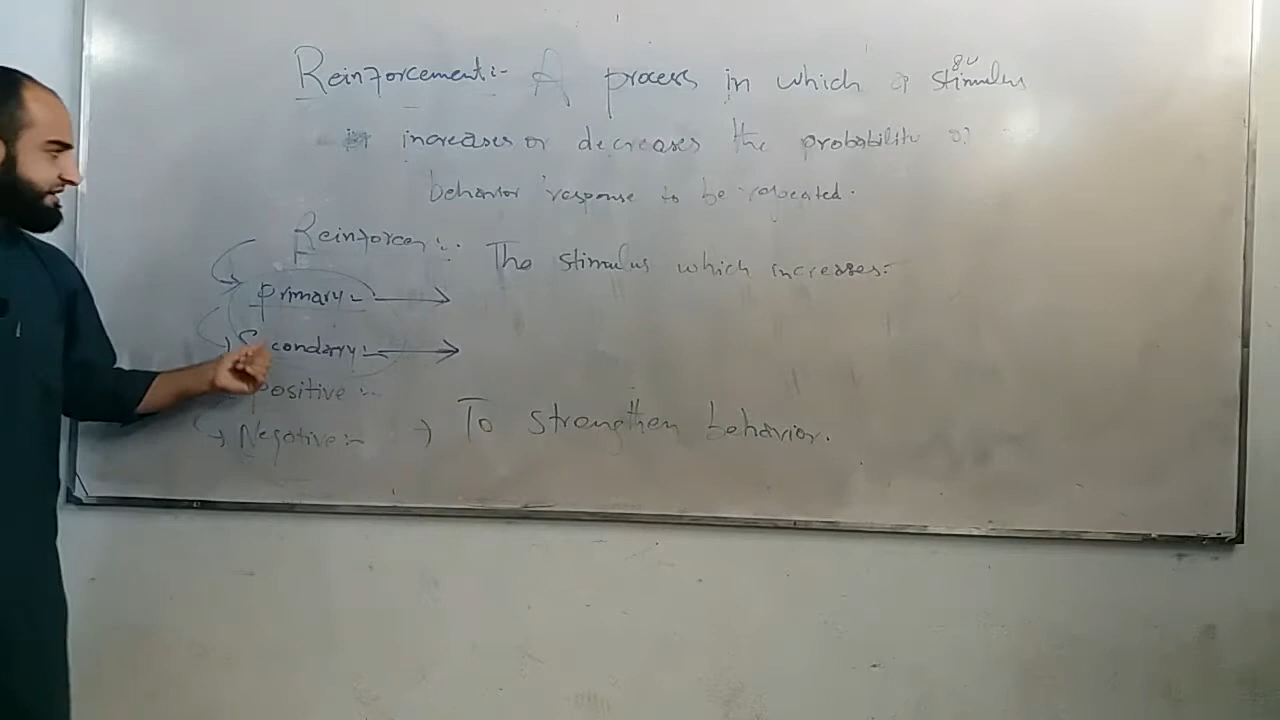 Reinforcement:- A process in which a stimulus
increases or decreases the probability of
behavior response to be repeated.
Reinforcer:- The stimulus which increases:-
Primary:- →
Secondary:- →
Positive:-
Negative:- → To strengthen behavior.